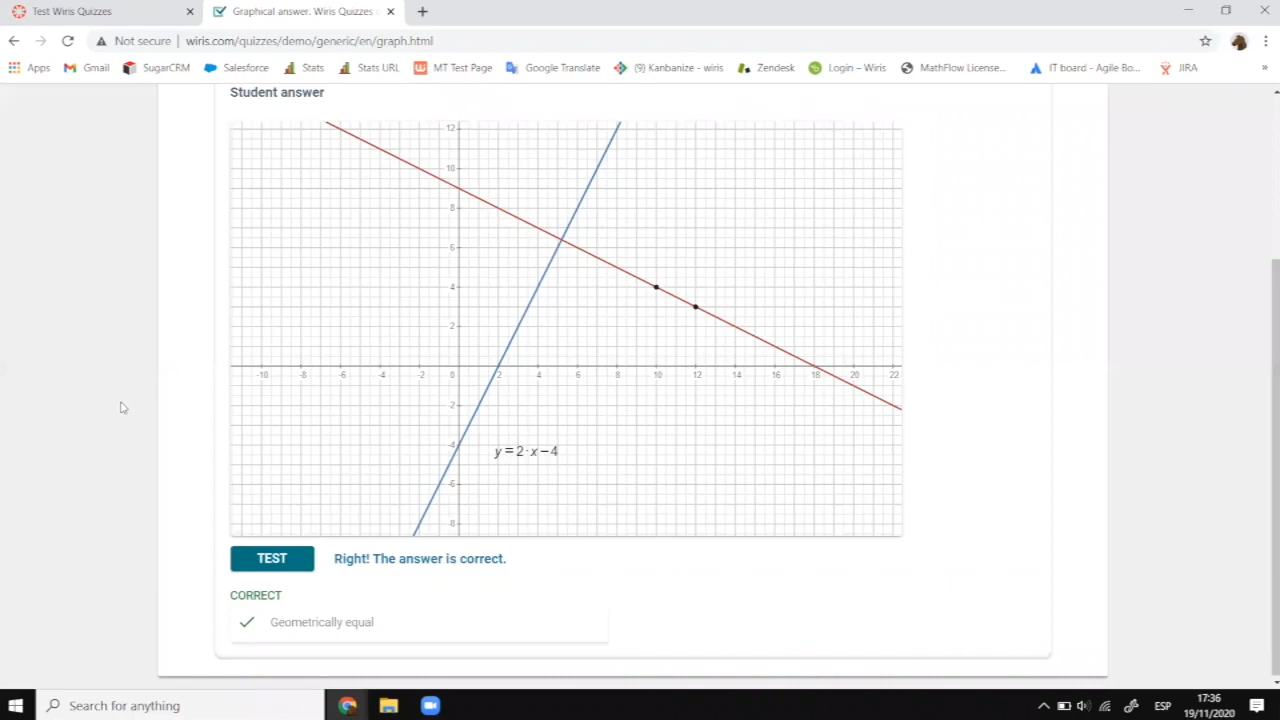 Test Wiris Quizzes
Graphical answer. Wiris Quizzes
Not secure | wiris.com/quizzes/demo/generic/en/graph.html
Apps Gmail SugarCRM Salesforce Stats Stats URL MT Test Page Google Translate (9) Kanbanize - wiris Zendesk Login – Wiris MathFlow License... IT board - Agile Bo... JIRA »
Student answer
12
10
8
6
4
2
-10 -8 -6 -4 -2 0 2 4 6 8 10 12 14 16 18 20 22
-2
-4
y = 2 · x – 4
-6
-8
TEST Right! The answer is correct.
CORRECT
Geometrically equal
Search for anything
ESP
17:36
19/11/2020